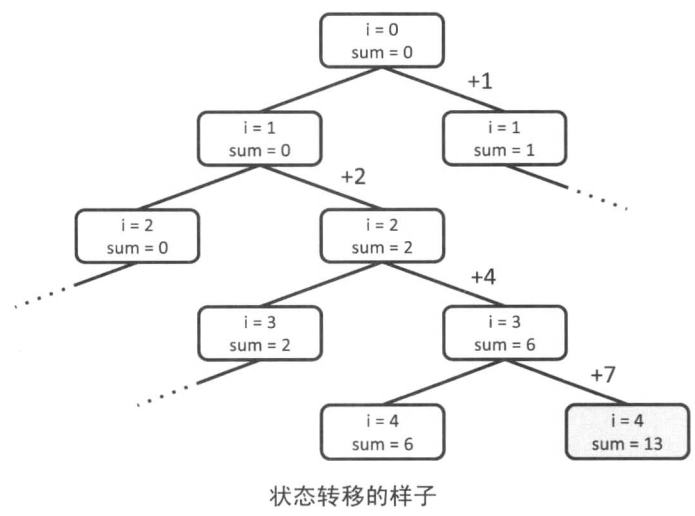 i = 0
sum = 0
+1
i = 1
sum = 0
i = 1
sum = 1
+2
i = 2
sum = 0
i = 2
sum = 2
+4
i = 3
sum = 2
i = 3
sum = 6
+7
i = 4
sum = 6
i = 4
sum = 13
状态转移的样子